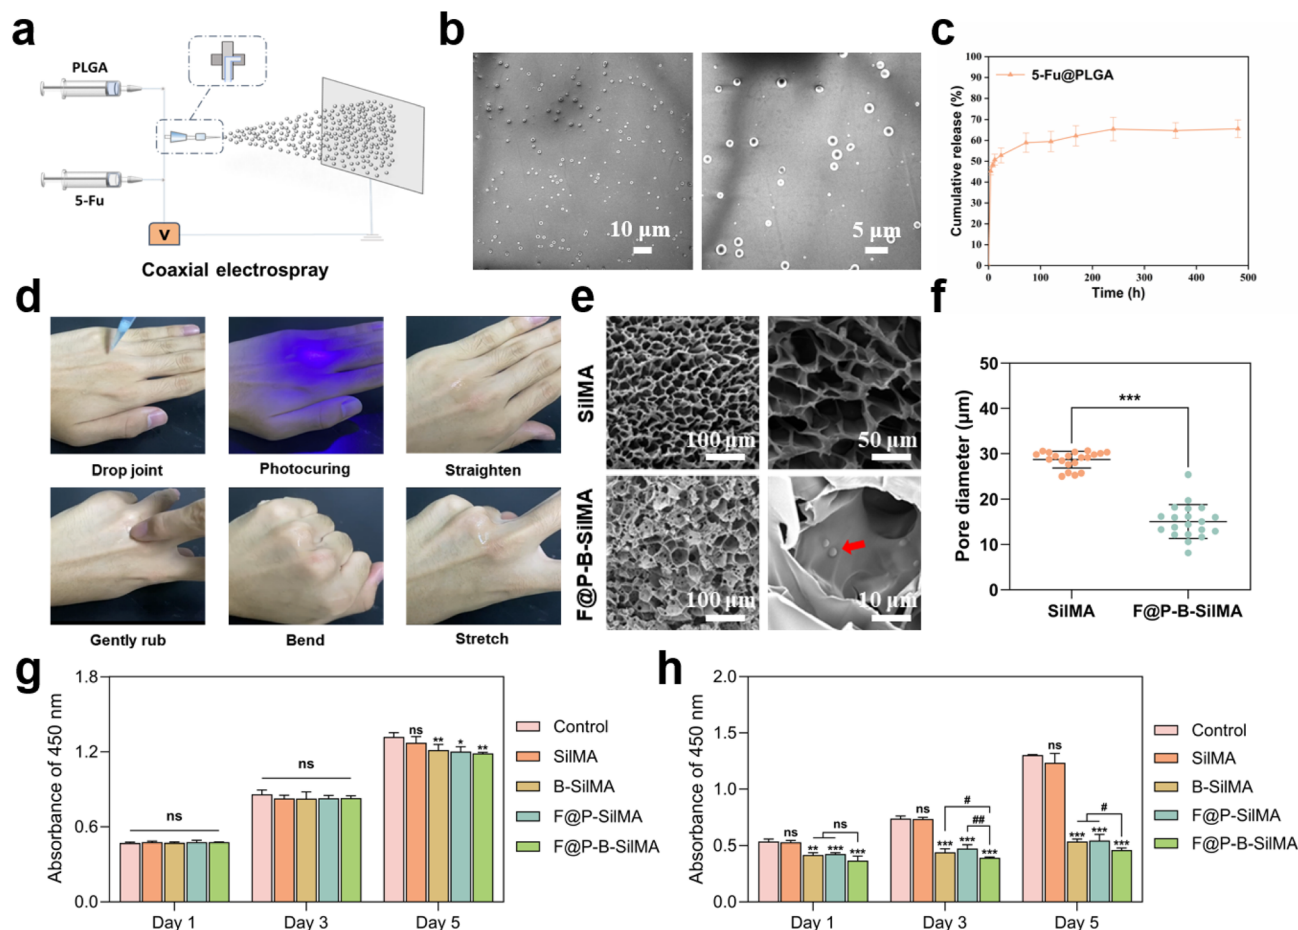 a
PLGA
5-Fu
V
Coaxial electrospray
b
10 μm
5 μm
c
Cumulative release (%)
100
90
80
70
60
50
40
30
20
10
0
5-Fu@PLGA
0
100
200
300
400
500
Time (h)
d
Drop joint
Photocuring
Straighten
Gently rub
Bend
Stretch
e
SilMA
100 μm
50 μm
F@P-B-SilMA
100 μm
10 μm
f
Pore diameter (μm)
50
40
30
20
10
0
***
SilMA
F@P-B-SilMA
g
Absorbance of 450 nm
1.8
1.2
0.6
0.0
ns
ns
ns
**
*
**
Day 1
Day 3
Day 5
Control
SilMA
B-SilMA
F@P-SilMA
F@P-B-SilMA
h
Absorbance of 450 nm
2.0
1.5
1.0
0.5
0.0
ns
ns
**
***
***
ns
#
##
***
***
***
ns
#
***
***
***
Day 1
Day 3
Day 5
Control
SilMA
B-SilMA
F@P-SilMA
F@P-B-SilMA